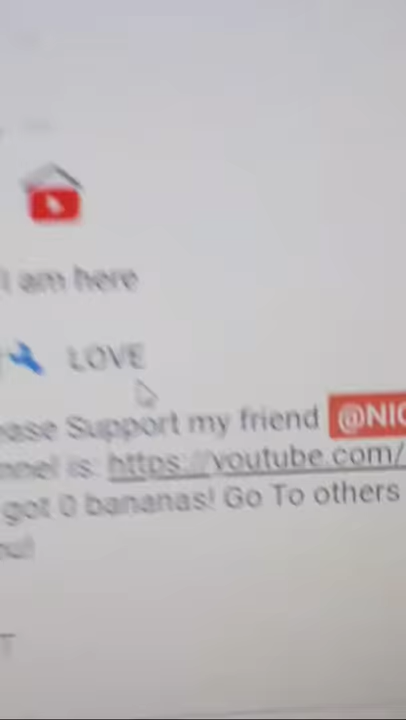 I am here
LOVE
ease Support my friend @NIC
nnel is: https://youtube.com/
got 0 bananas! Go To others
ou!
T